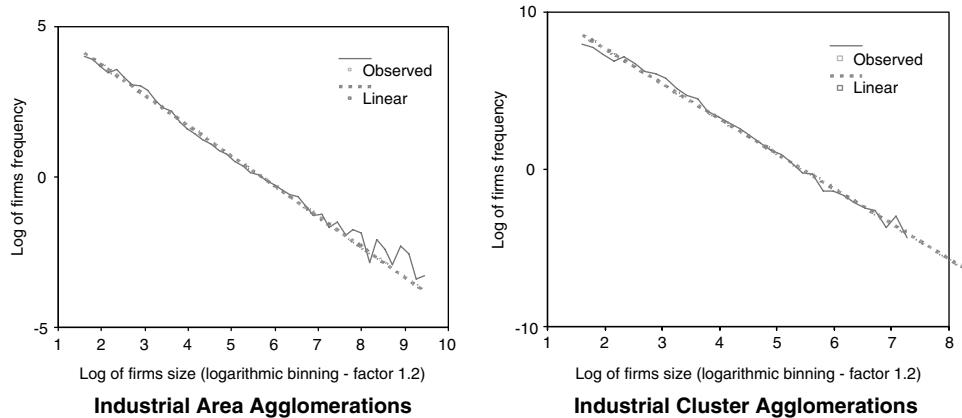 5
0
-5
Log of firms frequency
Observed
Linear
1 2 3 4 5 6 7 8 9 10
Log of firms size (logarithmic binning - factor 1.2)
Industrial Area Agglomerations
10
0
-10
Log of firms frequency
Observed
Linear
1 2 3 4 5 6 7 8
Log of firms size (logarithmic binning - factor 1.2)
Industrial Cluster Agglomerations